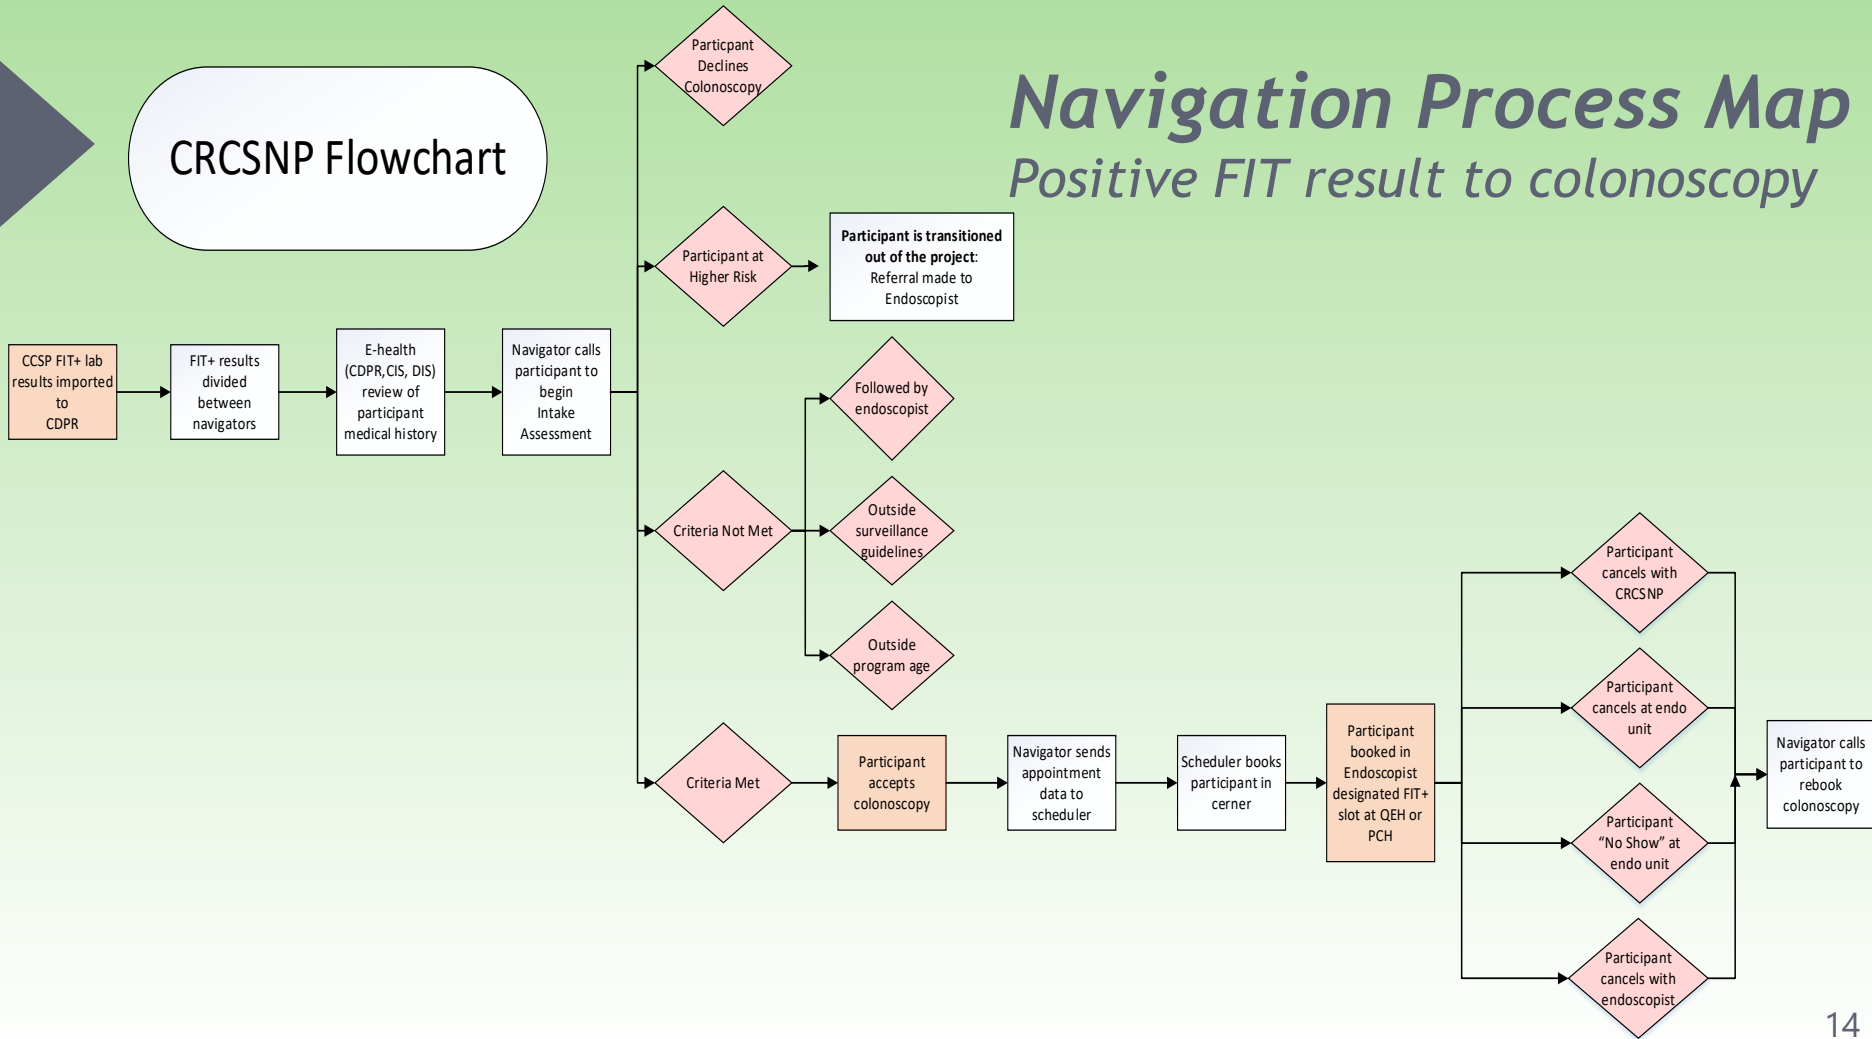 CRCSNP Flowchart
Navigation Process Map
Positive FIT result to colonoscopy
CCSP FIT+ lab
results imported
to
CDPR
FIT+ results
divided
between
navigators
E-health
(CDPR,CIS, DIS)
review of
participant
medical history
Navigator calls
participant to
begin
Intake
Assessment
Particpant
Declines
Colonoscopy
Participant at
Higher Risk
Participant is transitioned
out of the project:
Referral made to
Endoscopist
Criteria Not Met
Followed by
endoscopist
Outside
surveillance
guidelines
Outside
program age
Criteria Met
Participant
accepts
colonoscopy
Navigator sends
appointment
data to
scheduler
Scheduler books
participant in
cerner
Participant
booked in
Endoscopist
designated FIT+
slot at QEH or
PCH
Participant
cancels with
CRCSNP
Participant
cancels at endo
unit
Participant
“No Show” at
endo unit
Participant
cancels with
endoscopist
Navigator calls
participant to
rebook
colonoscopy
14